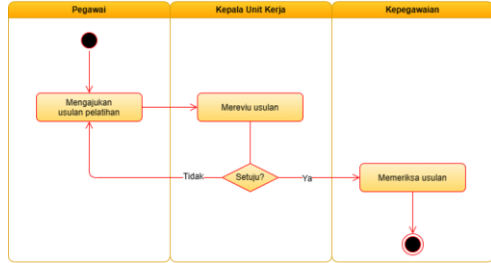 Pegawai
Kepala Unit Kerja
Kepegawaian
Mengajukan
usulan pelatihan
Mereviu usulan
Tidak
Setuju?
Ya
Memeriksa usulan